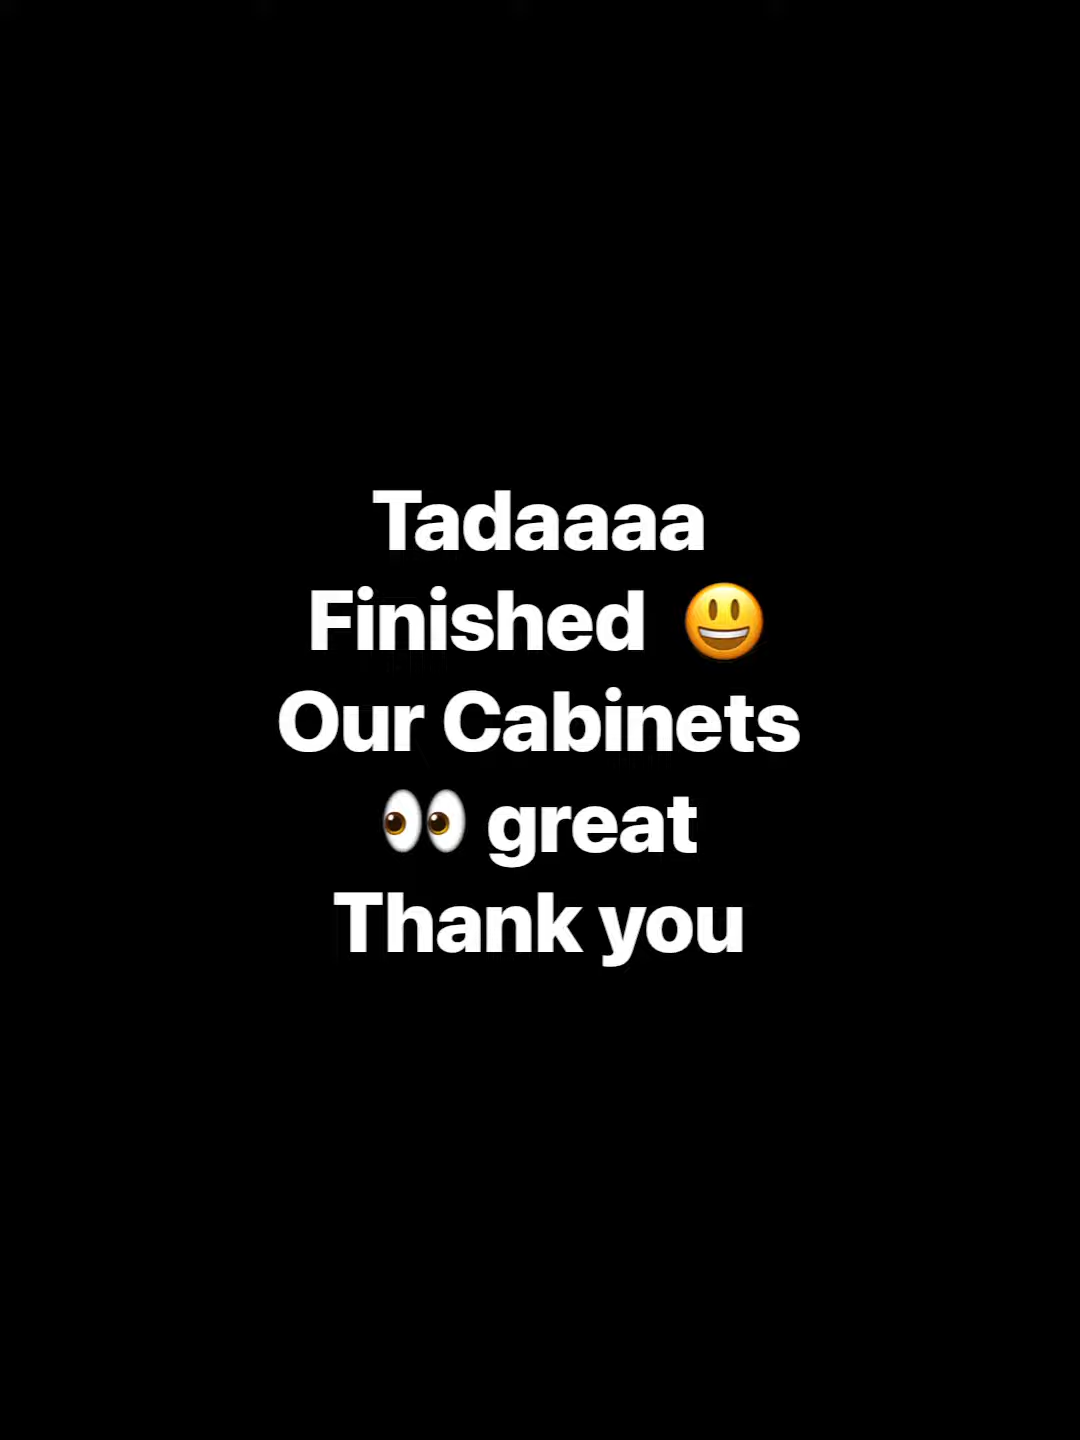 Tadaaaa
Finished 😃
Our Cabinets
👀 great
Thank you